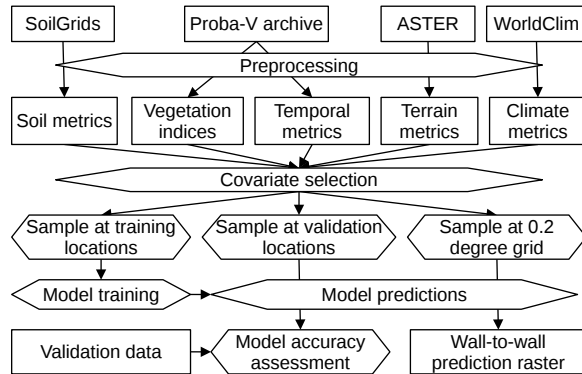 SoilGrids
Proba-V archive
ASTER
WorldClim
Preprocessing
Soil metrics
Vegetation
indices
Temporal
metrics
Terrain
metrics
Climate
metrics
Covariate selection
Sample at training
locations
Sample at validation
locations
Sample at 0.2
degree grid
Model training
Model predictions
Validation data
Model accuracy
assessment
Wall-to-wall
prediction raster